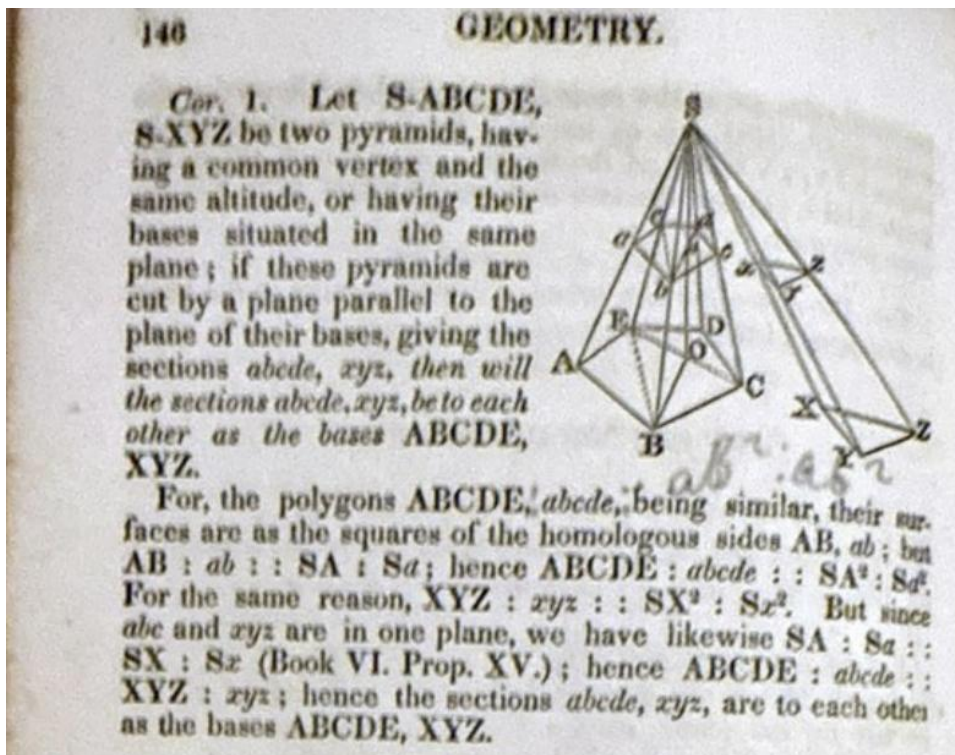 146
GEOMETRY.
Cor. 1. Let S-ABCDE,
S-XYZ be two pyramids, hav-
ing a common vertex and the
same altitude, or having their
bases situated in the same
plane; if these pyramids are
cut by a plane parallel to the
plane of their bases, giving the
sections abcde, xyz, then will
the sections abcde, xyz, be to each
other as the bases ABCDE,
XYZ.
S
a
b
e
x
z
y
E
D
A
O
C
B
X
Y
Z
ab² : ab²
For, the polygons ABCDE, abcde, being similar, their sur-
faces are as the squares of the homologous sides AB, ab; but
AB : ab : : SA : Sa; hence ABCDE : abcde : : SA² : Sa².
For the same reason, XYZ : xyz : : SX² : Sx². But since
abc and xyz are in one plane, we have likewise SA : Sa : :
SX : Sx (Book VI. Prop. XV.); hence ABCDE : abcde : :
XYZ : xyz; hence the sections abcde, xyz, are to each other
as the bases ABCDE, XYZ.